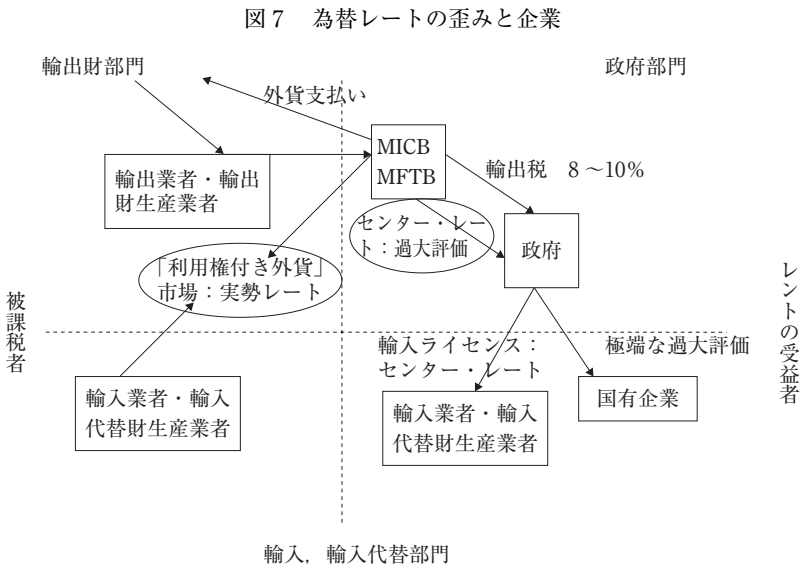 図7 為替レートの歪みと企業
輸出財部門
政府部門
外貨支払い
MICB
MFTB
輸出税 8～10%
輸出業者・輸出
財生産業者
センター・レー
ト：過大評価
政府
「利用権付き外貨」
市場：実勢レート
被課税者
レントの受益者
輸入ライセンス：
センター・レート
極端な過大評価
輸入業者・輸入
代替財生産業者
輸入業者・輸入
代替財生産業者
国有企業
輸入，輸入代替部門